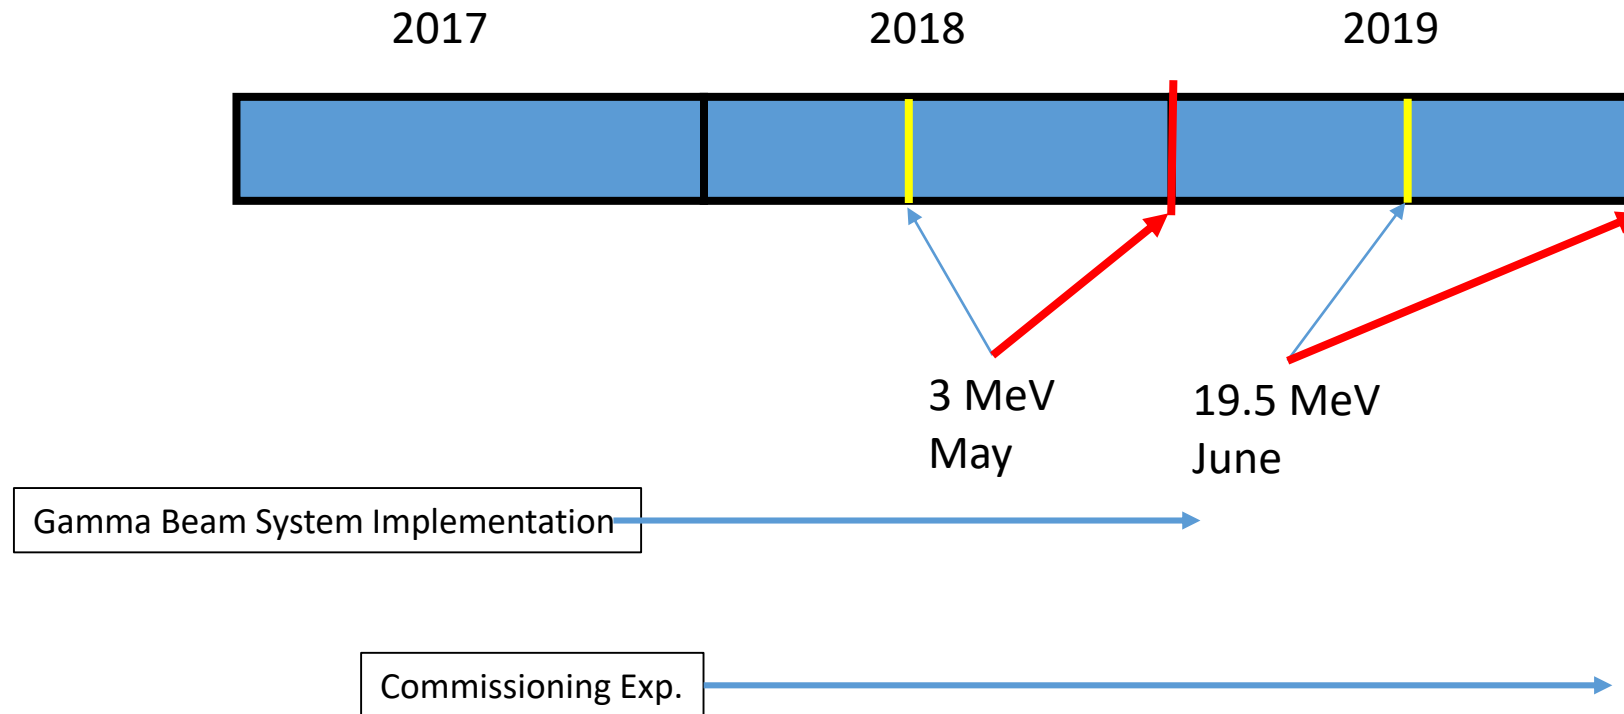 2017
2018
2019
3 MeV
May
19.5 MeV
June
Gamma Beam System Implementation
Commissioning Exp.